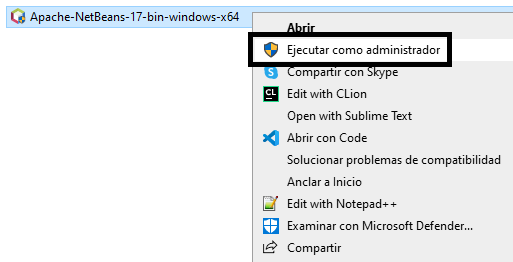 Apache-NetBeans-17-bin-windows-x64
Abrir
Ejecutar como administrador
Compartir con Skype
CL
Edit with CLion
Open with Sublime Text
Abrir con Code
Solucionar problemas de compatibilidad
Anclar a Inicio
Edit with Notepad++
Examinar con Microsoft Defender...
Compartir